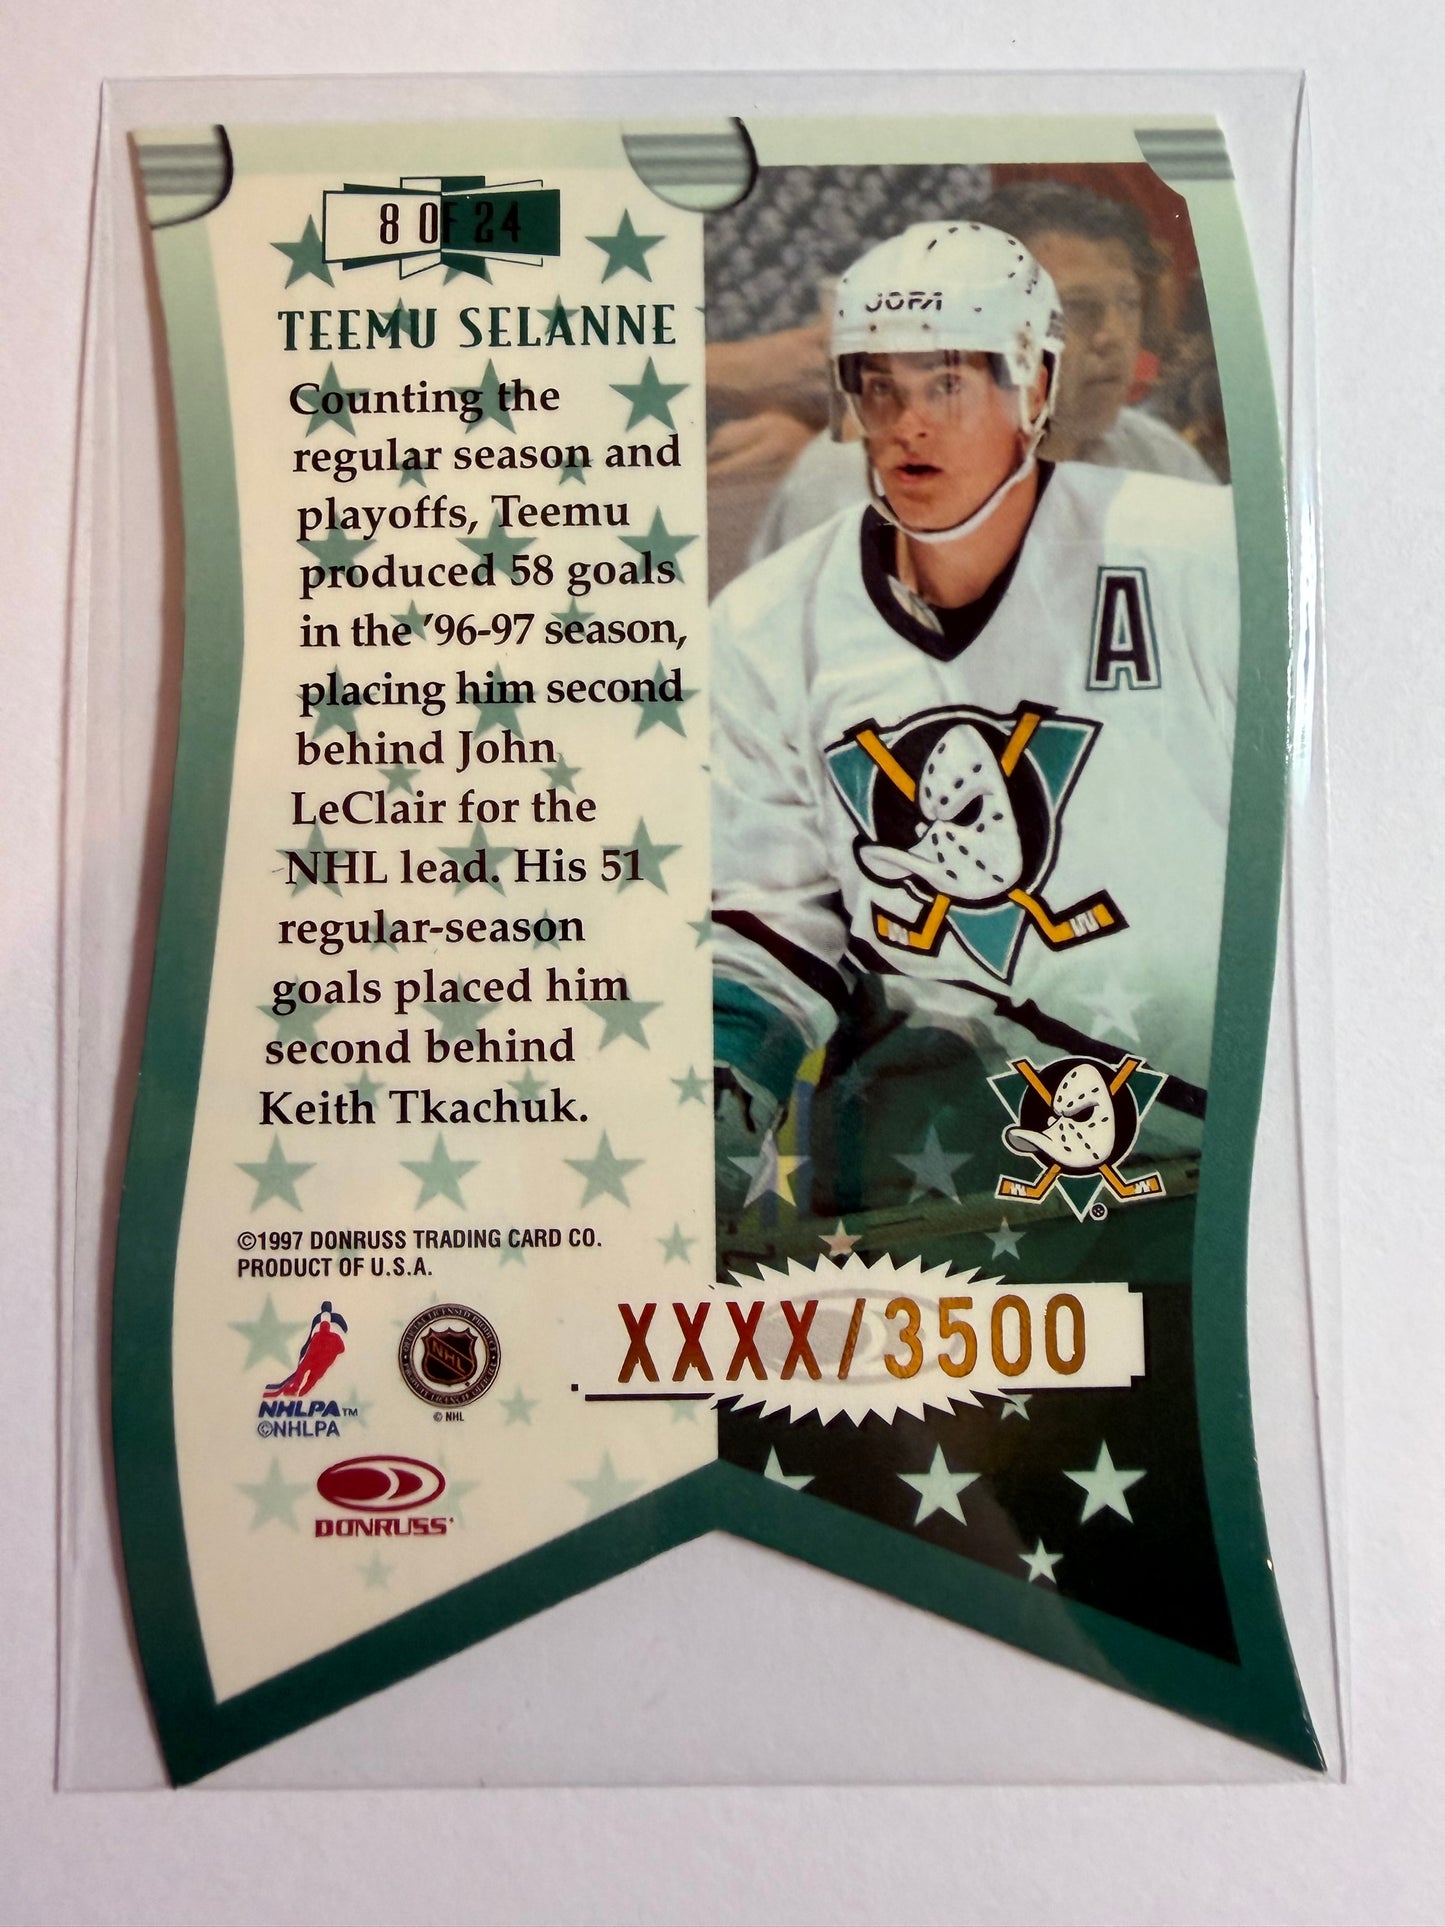 8 OF 24
TEEMU SELANNE
Counting the
regular season and
playoffs, Teemu
produced 58 goals
in the '96-97 season,
placing him second
behind John
LeClair for the
NHL lead. His 51
regular-season
goals placed him
second behind
Keith Tkachuk.
©1997 DONRUSS TRADING CARD CO.
PRODUCT OF U.S.A.
XXXX/3500
NHLPA™
©NHLPA
NHL
© NHL
DONRUSS
JOFA
A